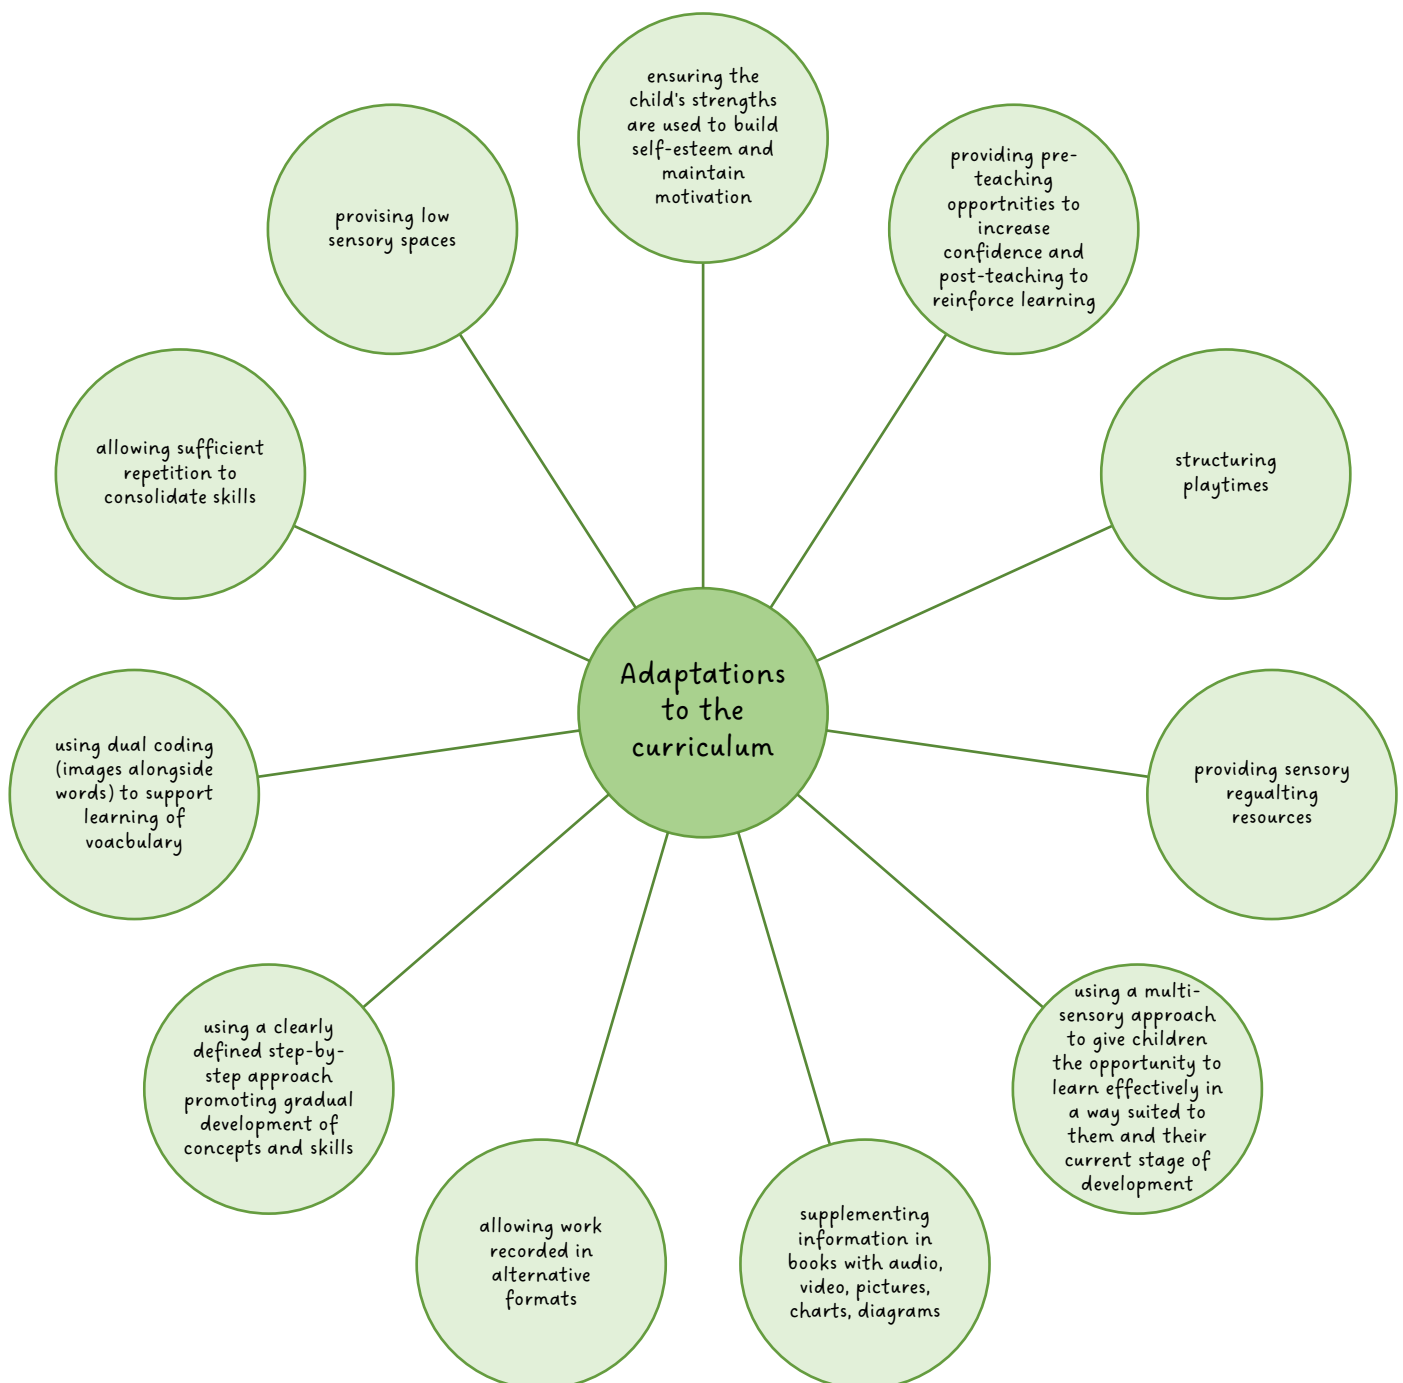 ensuring the
child's strengths
are used to build
self-esteem and
maintain
motivation
providing pre-
teaching
opportnities to
increase
confidence and
post-teaching to
reinforce learning
structuring
playtimes
providing sensory
regualting
resources
using a multi-
sensory approach
to give children
the opportunity to
learn effectively in
a way suited to
them and their
current stage of
development
supplementing
information in
books with audio,
video, pictures,
charts, diagrams
allowing work
recorded in
alternative
formats
using a clearly
defined step-by-
step approach
promoting gradual
development of
concepts and skills
using dual coding
(images alongside
words) to support
learning of
voacbulary
allowing sufficient
repetition to
consolidate skills
provising low
sensory spaces
Adaptations
to the
curriculum